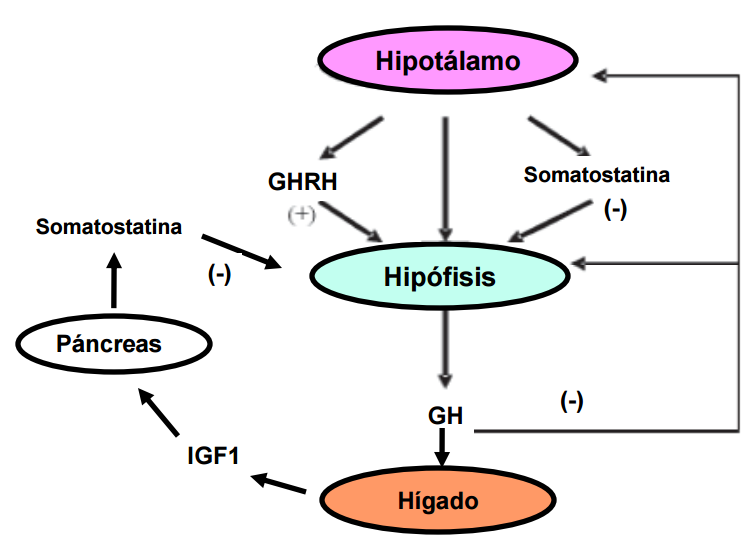 Hipotálamo
GHRH
(+)
Somatostatina
(-)
Somatostatina
(-)
Hipófisis
Páncreas
GH
(-)
IGF1
Hígado